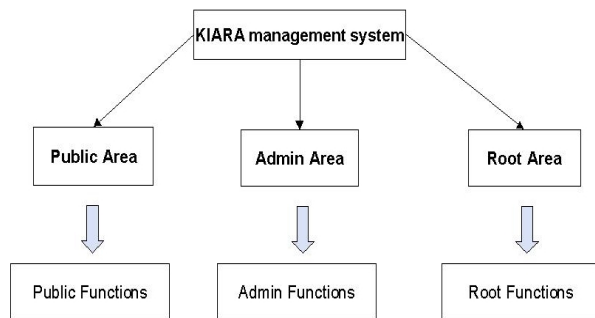 KIARA management system
Public Area
Admin Area
Root Area
Public Functions
Admin Functions
Root Functions